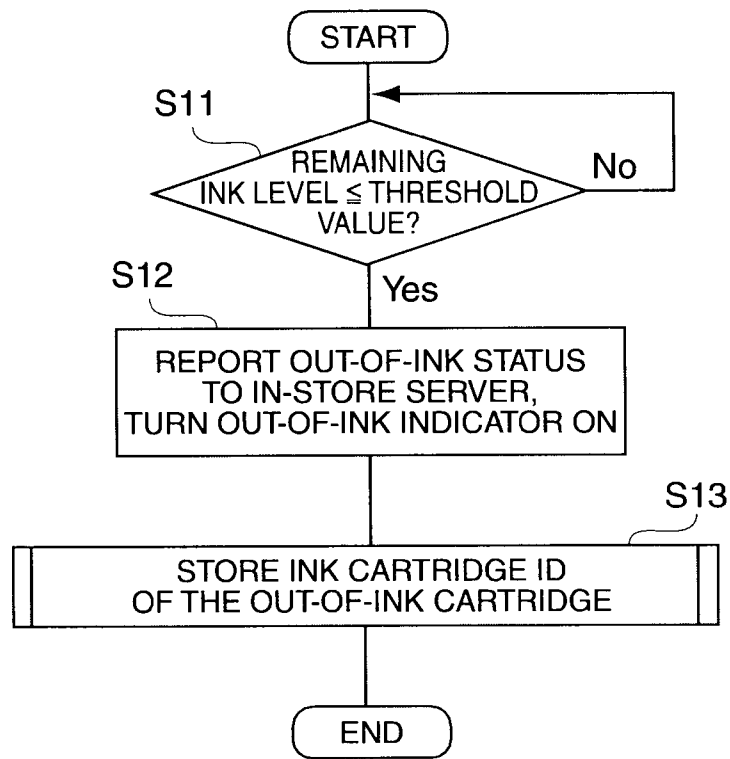 START
S11
REMAINING
INK LEVEL ≦ THRESHOLD
VALUE?
No
Yes
S12
REPORT OUT-OF-INK STATUS
TO IN-STORE SERVER,
TURN OUT-OF-INK INDICATOR ON
S13
STORE INK CARTRIDGE ID
OF THE OUT-OF-INK CARTRIDGE
END